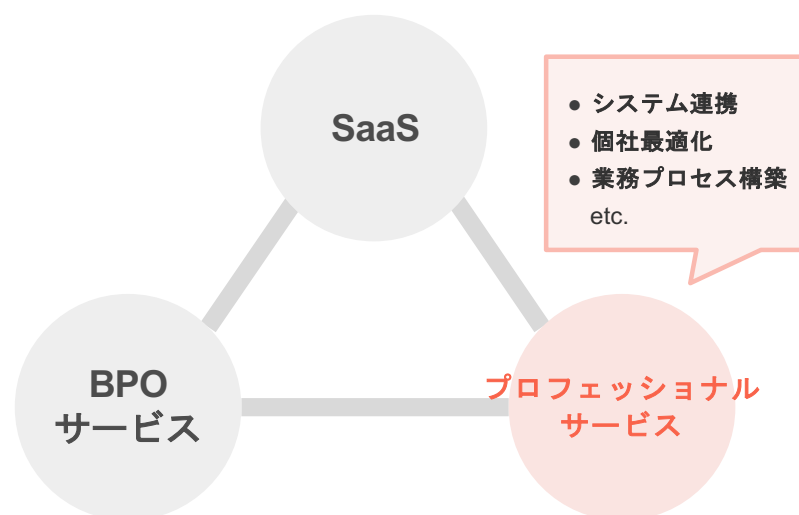 SaaS
● システム連携
● 個社最適化
● 業務プロセス構築
etc.
BPO
サービス
プロフェッショナル
サービス